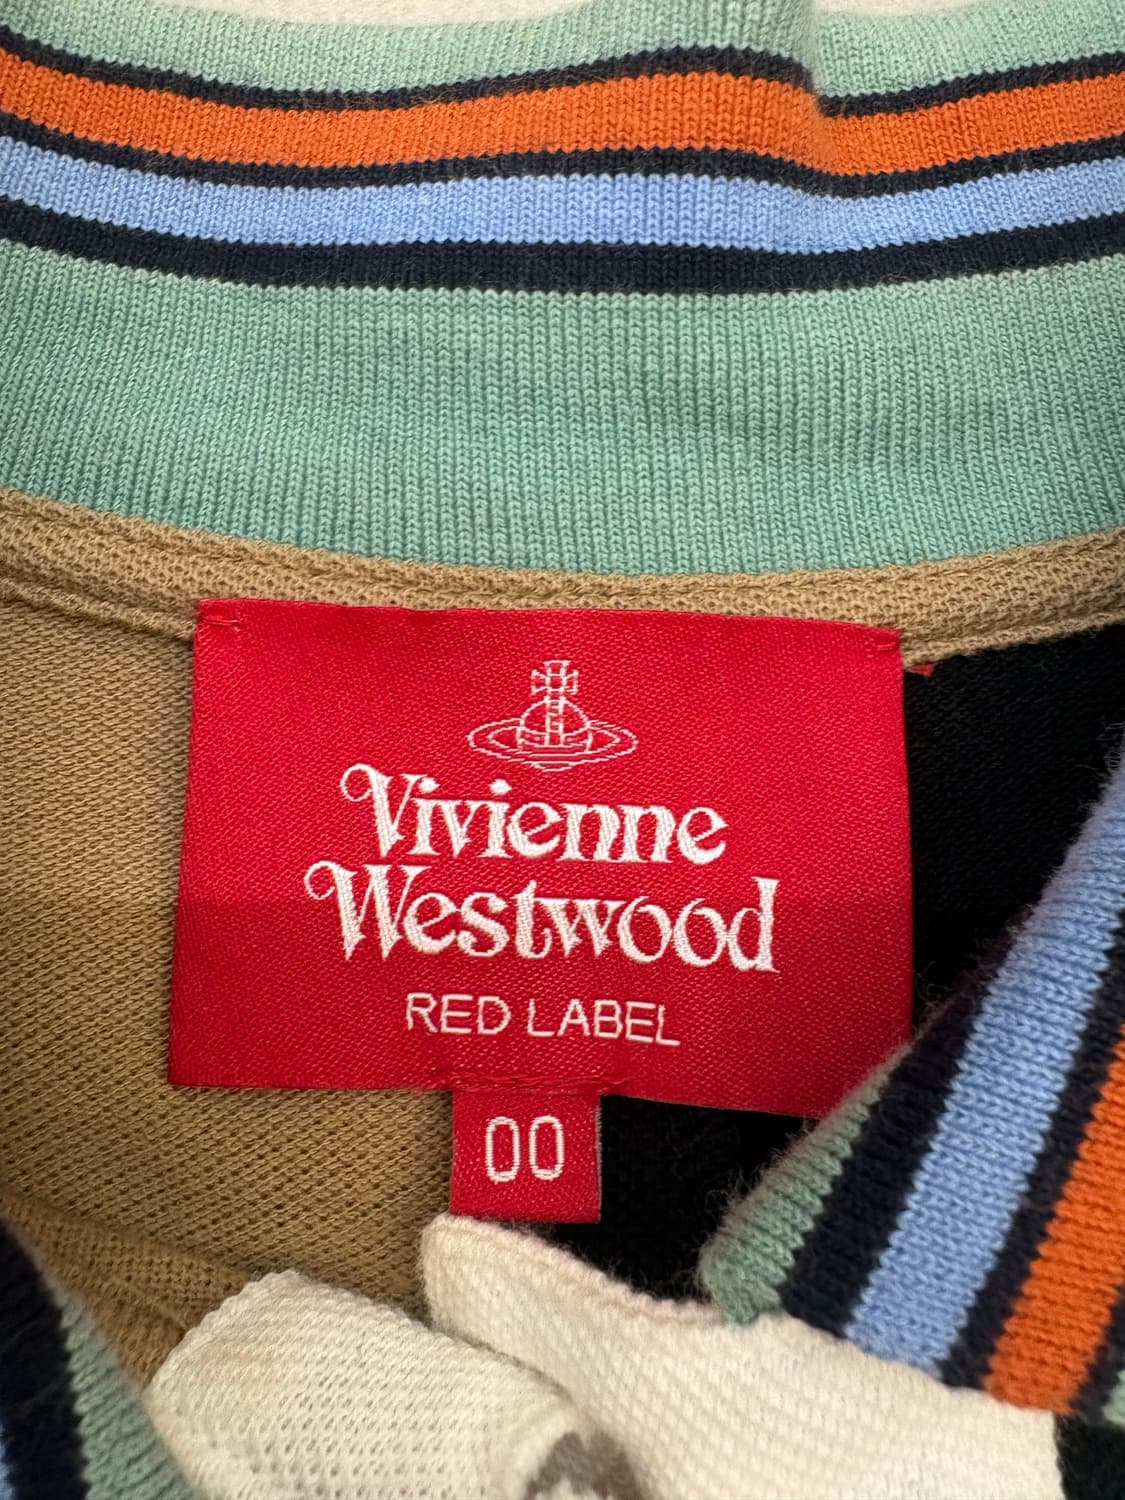 Vivienne
Westwood
RED LABEL
00